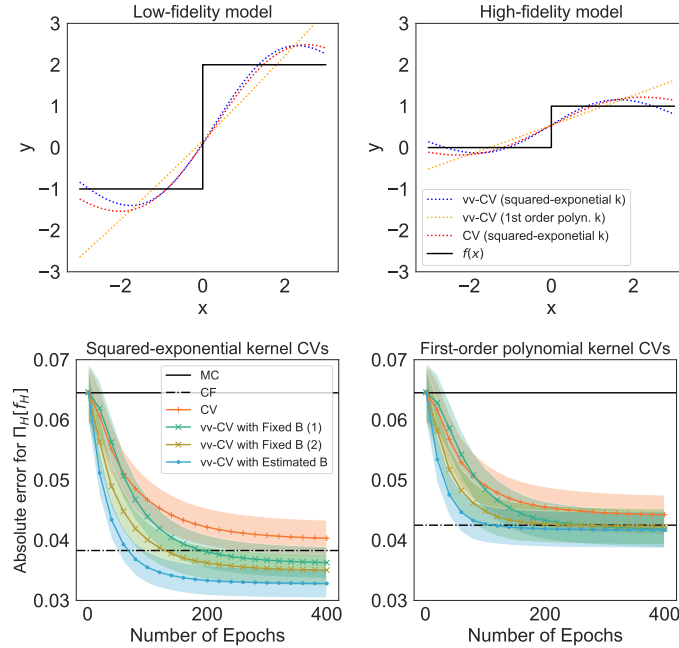 Low-fidelity model
High-fidelity model
3
2
1
0
−1
−2
−3
y
−2
0
2
x
3
2
1
0
−1
−2
−3
y
vv-CV (squared-exponetial k)
vv-CV (1st order polyn. k)
CV (squared-exponetial k)
f(x)
−2
0
2
x
Squared-exponential kernel CVs
First-order polynomial kernel CVs
0.07
0.06
0.05
0.04
0.03
Absolute error for Π_H[f_H]
MC
CF
CV
vv-CV with Fixed B (1)
vv-CV with Fixed B (2)
vv-CV with Estimated B
0
200
400
Number of Epochs
0.07
0.06
0.05
0.04
0.03
0
200
400
Number of Epochs